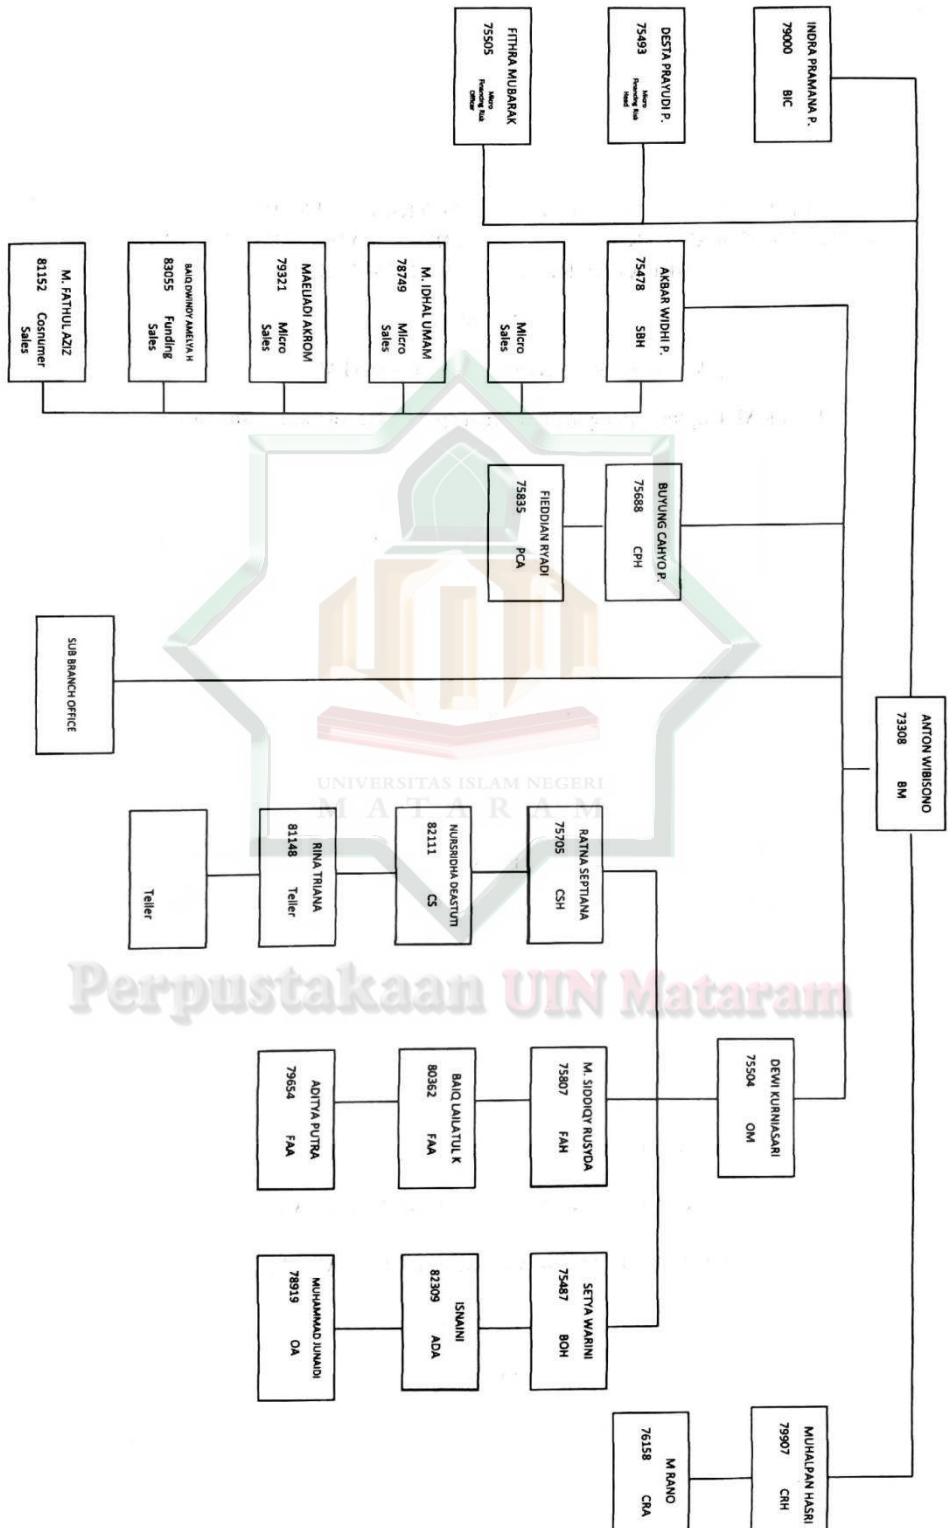 ANTON WIBISONO
73308 BM
INDRA PRAMANA P.
79000 BIC
DESTA PRAYUDI P.
75493 Micro
Financing Risk
Head
FITHRA MUBARAK
75505 Micro
Financing Risk
Officer
MUHALPAN HASRI
79907 CRH
M RANO
76158 CRA
AKBAR WIDHI P.
75478 SBH
Micro
Sales
M. IDHAL UMAM
78749 Micro
Sales
MAELIADI AKROM
79321 Micro
Sales
BAIQ DWINDY AMELYA H
83055 Funding
Sales
M. FATHUL AZIZ
81152 Cosnumer
Sales
BUYUNG CAHYO P.
75688 CPH
FIEDDIAN RYADI
75835 PCA
SUB BRANCH OFFICE
DEWI KURNIASARI
75504 OM
RATNA SEPTIANA
75705 CSH
NURSRIDHA DEASTUTI
82111 CS
RINA TRIANA
81148 Teller
Teller
M. SIDDIQY RUSYDA
75807 FAH
BAIQ LAILATUL K
80362 FAA
ADITYA PUTRA
79654 FAA
SETYA WARINI
75487 BOH
ISNAINI
82309 ADA
MUHAMMAD JUNAIDI
78919 OA
UNIVERSITAS ISLAM NEGERI
MATARAM
Perpustakaan UIN Mataram